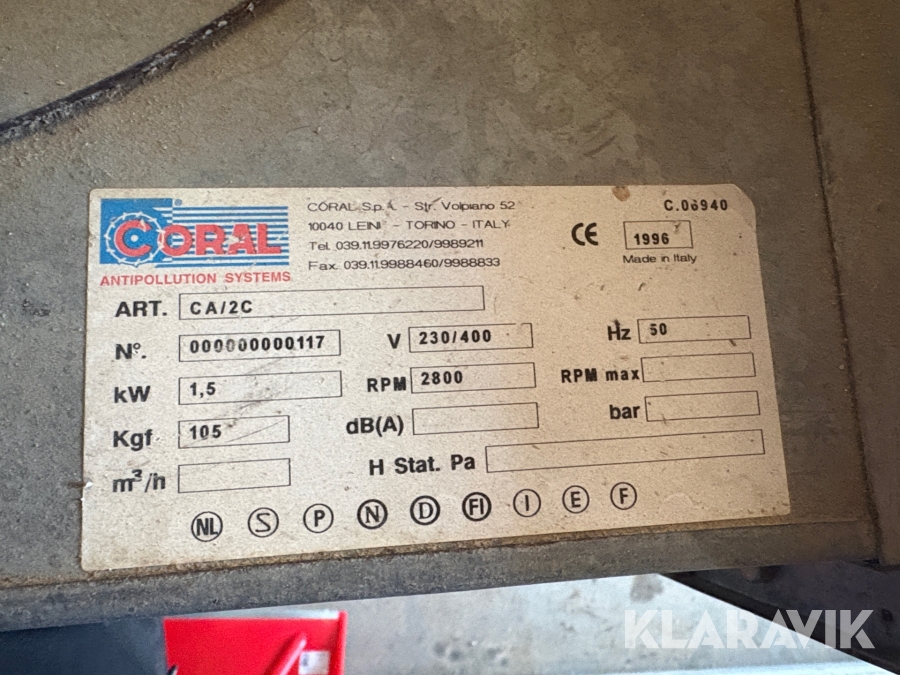 CORAL
ANTIPOLLUTION SYSTEMS
CORAL S.p.A. - Str. Volpiano 52
10040 LEINI' - TORINO - ITALY
Tel. 039.11.9976220/9989211
Fax. 039.11.9988460/9988833
C.06940
CE
1996
Made in Italy
ART. CA/2C
N°. 000000000117 V 230/400 Hz 50
kW 1,5 RPM 2800 RPM max
Kgf 105 dB(A) bar
m³/h H Stat. Pa
NL S P N D FI I E F
KLARAVIK